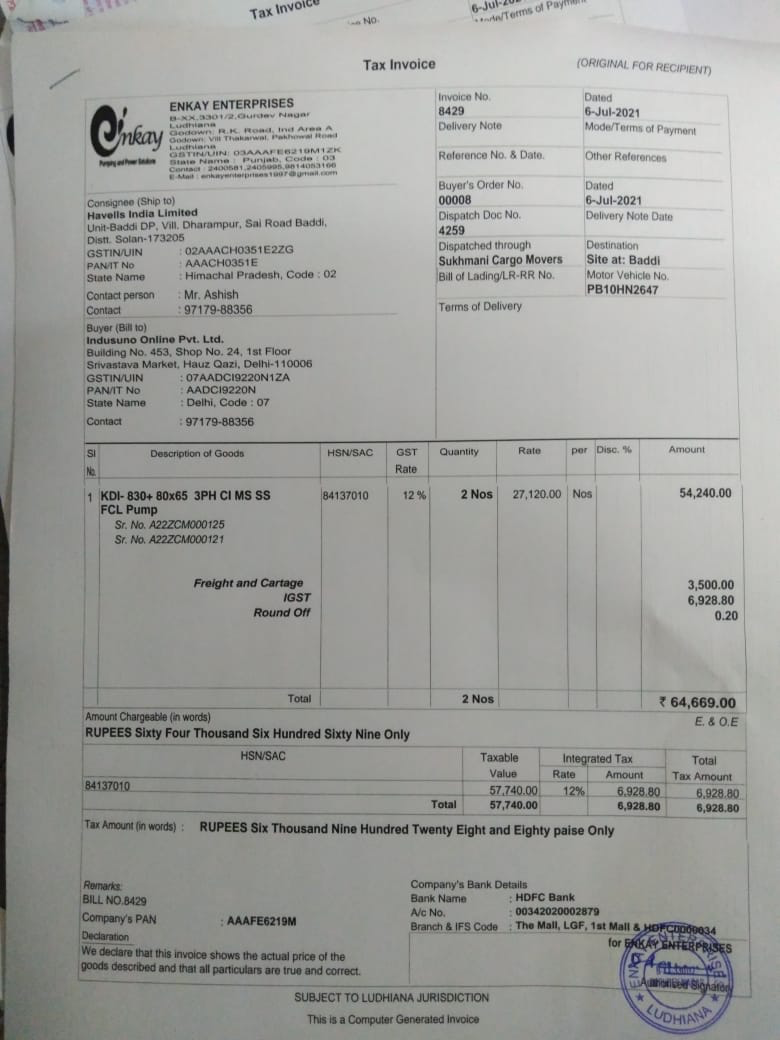 Tax Invoice
6-Jul-202
Mode/Terms of Payment
Tax Invoice
(ORIGINAL FOR RECIPIENT)
Enkay
Pumping and Power Solutions
ENKAY ENTERPRISES
B-XX,3301/2,Gurdev Nagar
Ludhiana
Godown: R.K. Road, Ind Area A
Godown: Vill Thakarwal, Pakhowal Road
Ludhiana
GSTIN/UIN: 03AAAFE6219M1ZK
State Name : Punjab, Code : 03
Contact : 2400581,2405995,9814053166
E-Mail : enkayenterprises1997@gmail.com
Invoice No.
8429
Dated
6-Jul-2021
Delivery Note
Mode/Terms of Payment
Reference No. & Date.
Other References
Buyer's Order No.
00008
Dated
6-Jul-2021
Dispatch Doc No.
4259
Delivery Note Date
Dispatched through
Sukhmani Cargo Movers
Destination
Site at: Baddi
Bill of Lading/LR-RR No.
Motor Vehicle No.
PB10HN2647
Terms of Delivery
Consignee (Ship to)
Havells India Limited
Unit-Baddi DP, Vill. Dharampur, Sai Road Baddi,
Distt. Solan-173205
GSTIN/UIN : 02AAACH0351E2ZG
PAN/IT No : AAACH0351E
State Name : Himachal Pradesh, Code : 02
Contact person : Mr. Ashish
Contact : 97179-88356
Buyer (Bill to)
Indusuno Online Pvt. Ltd.
Building No. 453, Shop No. 24, 1st Floor
Srivastava Market, Hauz Qazi, Delhi-110006
GSTIN/UIN : 07AADCI9220N1ZA
PAN/IT No : AADCI9220N
State Name : Delhi, Code : 07
Contact : 97179-88356
Sl No. Description of Goods HSN/SAC GST Rate Quantity Rate per Disc. % Amount
1 KDI- 830+ 80x65 3PH CI MS SS 84137010 12 % 2 Nos 27,120.00 Nos 54,240.00
FCL Pump
Sr. No. A22ZCM000125
Sr. No. A22ZCM000121
Freight and Cartage 3,500.00
IGST 6,928.80
Round Off 0.20
Total 2 Nos ₹ 64,669.00
Amount Chargeable (in words) E. & O.E
RUPEES Sixty Four Thousand Six Hundred Sixty Nine Only
HSN/SAC Taxable Value Integrated Tax Rate Amount Total Tax Amount
84137010 57,740.00 12% 6,928.80 6,928.80
Total 57,740.00 6,928.80 6,928.80
Tax Amount (in words) : RUPEES Six Thousand Nine Hundred Twenty Eight and Eighty paise Only
Remarks:
BILL NO.8429
Company's PAN : AAAFE6219M
Declaration
We declare that this invoice shows the actual price of the
goods described and that all particulars are true and correct.
Company's Bank Details
Bank Name : HDFC Bank
A/c No. : 00342020002879
Branch & IFS Code : The Mall, LGF, 1st Mall & HDFC0000034
for ENKAY ENTERPRISES
Authorised Signatory
ENKAY ENTERPRISES
LUDHIANA
SUBJECT TO LUDHIANA JURISDICTION
This is a Computer Generated Invoice